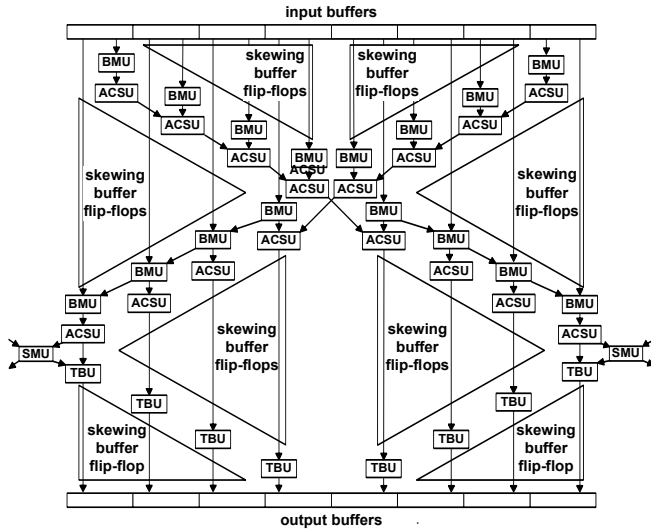 input buffers
skewing
buffer
flip-flops
skewing
buffer
flip-flops
BMU
BMU
ACSU
ACSU
BMU
BMU
ACSU
ACSU
BMU
BMU
ACSU
ACSU
BMU
BMU
ACSU
ACSU
ACSU
skewing
buffer
flip-flops
skewing
buffer
flip-flops
BMU
BMU
ACSU
ACSU
BMU
BMU
ACSU
ACSU
BMU
BMU
ACSU
ACSU
BMU
BMU
ACSU
ACSU
SMU
SMU
skewing
buffer
flip-flops
skewing
buffer
flip-flops
TBU
TBU
TBU
TBU
TBU
TBU
TBU
TBU
skewing
buffer
flip-flop
skewing
buffer
flip-flop
output buffers